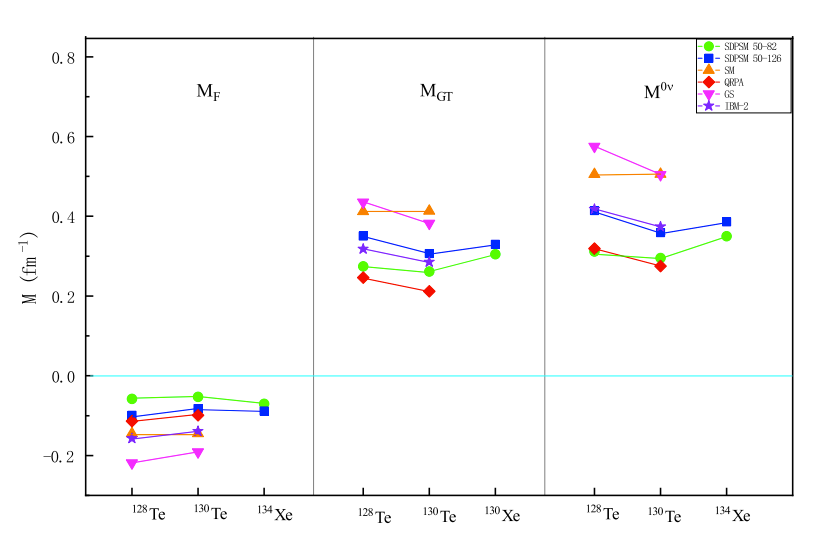 SDPSM 50-82
SDPSM 50-126
SM
QRPA
GS
IBM-2
M_F
M_GT
M^0ν
M (fm^-1)
0.8
0.6
0.4
0.2
0.0
-0.2
^128Te ^130Te ^134Xe ^128Te ^130Te ^130Xe ^128Te ^130Te ^134Xe